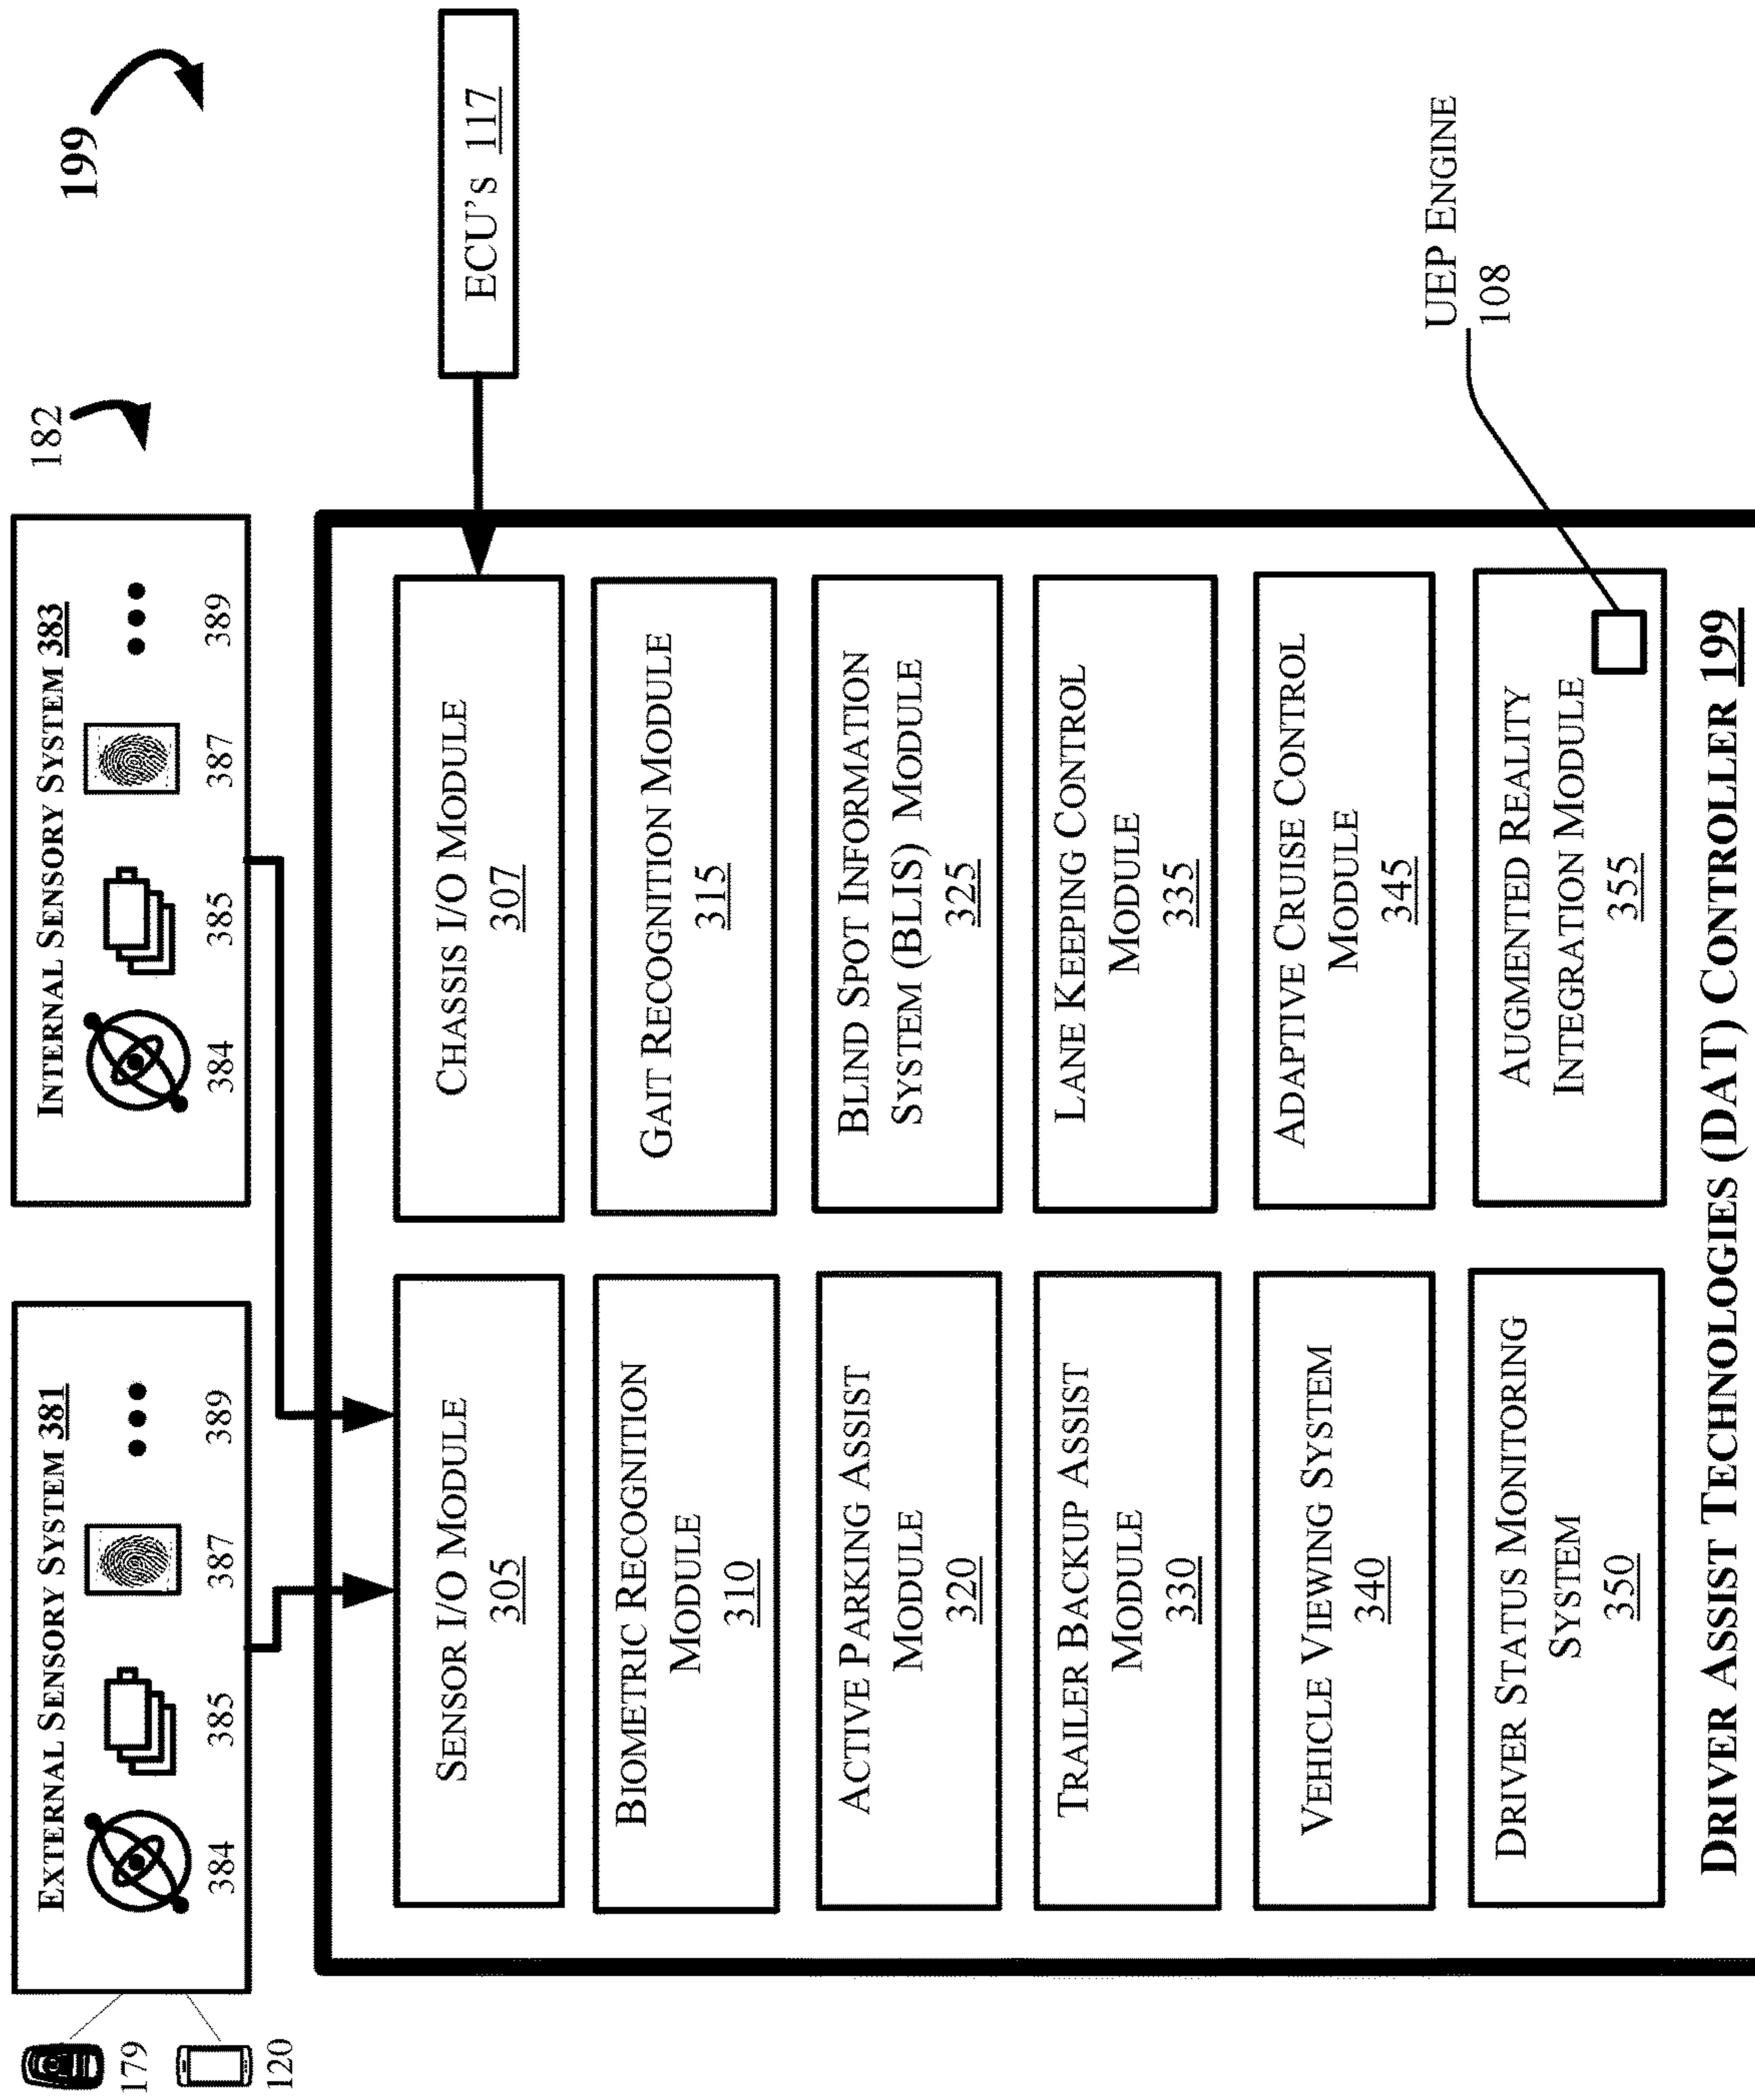 199
182
EXTERNAL SENSORY SYSTEM 381
384
385
387
389
INTERNAL SENSORY SYSTEM 383
384
385
387
389
179
120
ECU'S 117
SENSOR I/O MODULE
305
CHASSIS I/O MODULE
307
BIOMETRIC RECOGNITION
MODULE
310
GAIT RECOGNITION MODULE
315
ACTIVE PARKING ASSIST
MODULE
320
BLIND SPOT INFORMATION
SYSTEM (BLIS) MODULE
325
TRAILER BACKUP ASSIST
MODULE
330
LANE KEEPING CONTROL
MODULE
335
VEHICLE VIEWING SYSTEM
340
ADAPTIVE CRUISE CONTROL
MODULE
345
DRIVER STATUS MONITORING
SYSTEM
350
AUGMENTED REALITY
INTEGRATION MODULE
355
UEP ENGINE
108
DRIVER ASSIST TECHNOLOGIES (DAT) CONTROLLER 199